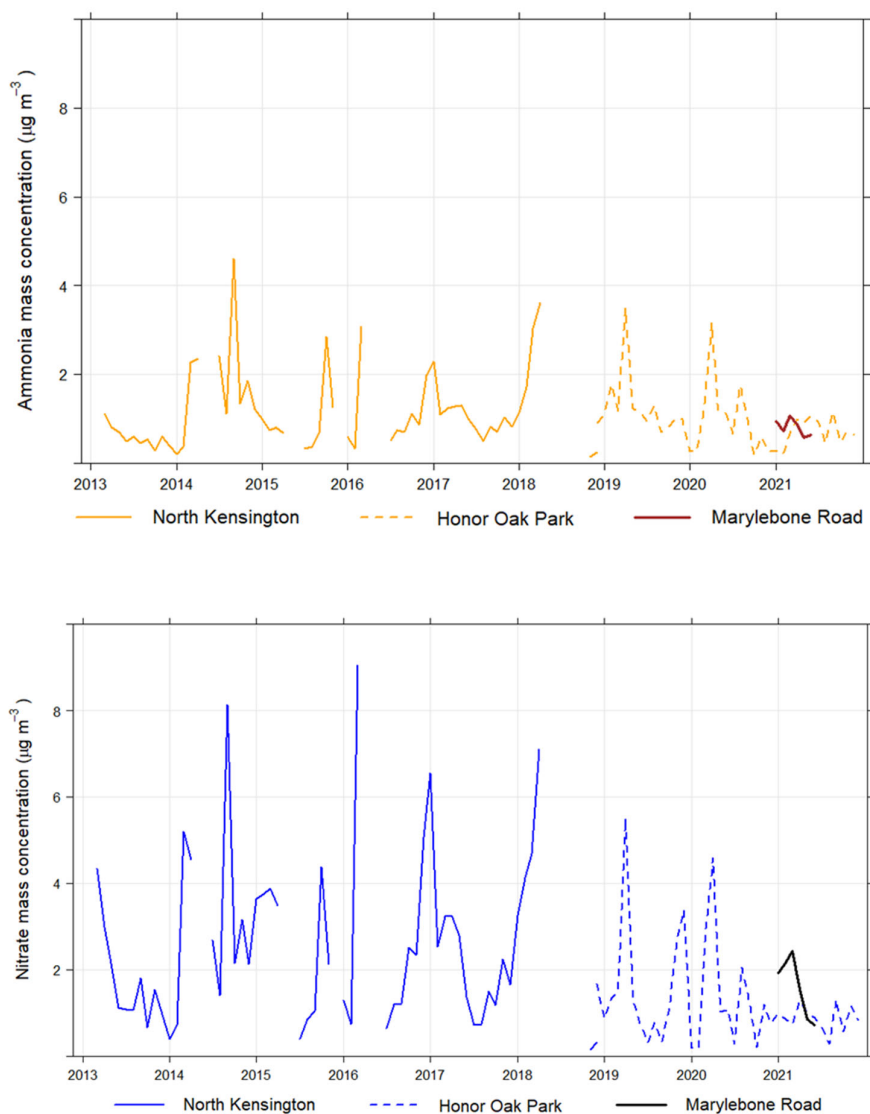 Ammonia mass concentration (µg m⁻³)
8
6
4
2
2013 2014 2015 2016 2017 2018 2019 2020 2021
North Kensington Honor Oak Park Marylebone Road
Nitrate mass concentration (µg m⁻³ )
8
6
4
2
2013 2014 2015 2016 2017 2018 2019 2020 2021
North Kensington Honor Oak Park Marylebone Road